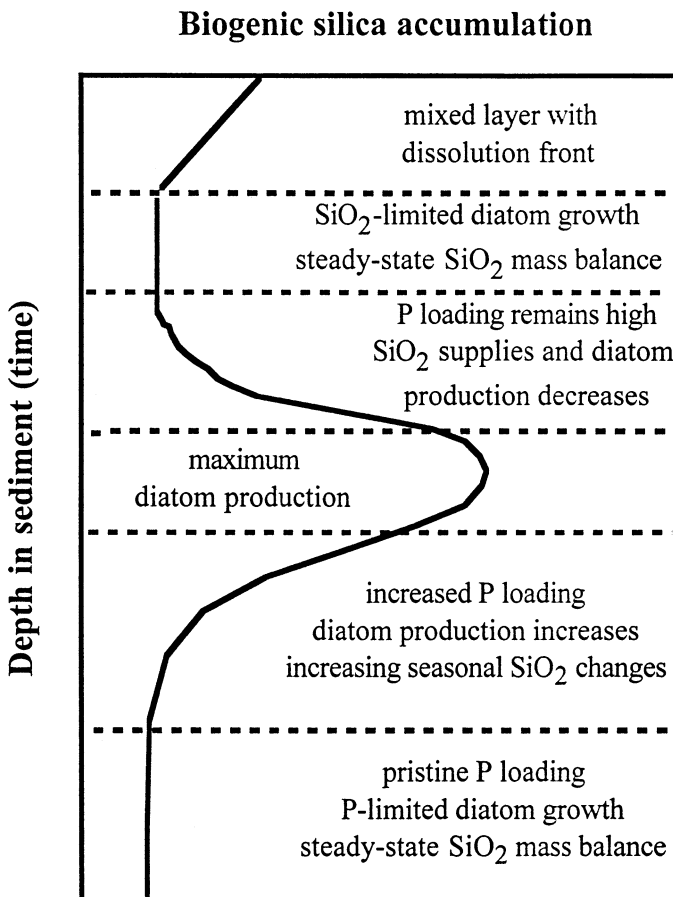 Biogenic silica accumulation
mixed layer with
dissolution front
SiO2-limited diatom growth
steady-state SiO2 mass balance
P loading remains high
SiO2 supplies and diatom
production decreases
maximum
diatom production
increased P loading
diatom production increases
increasing seasonal SiO2 changes
pristine P loading
P-limited diatom growth
steady-state SiO2 mass balance
Depth in sediment (time)